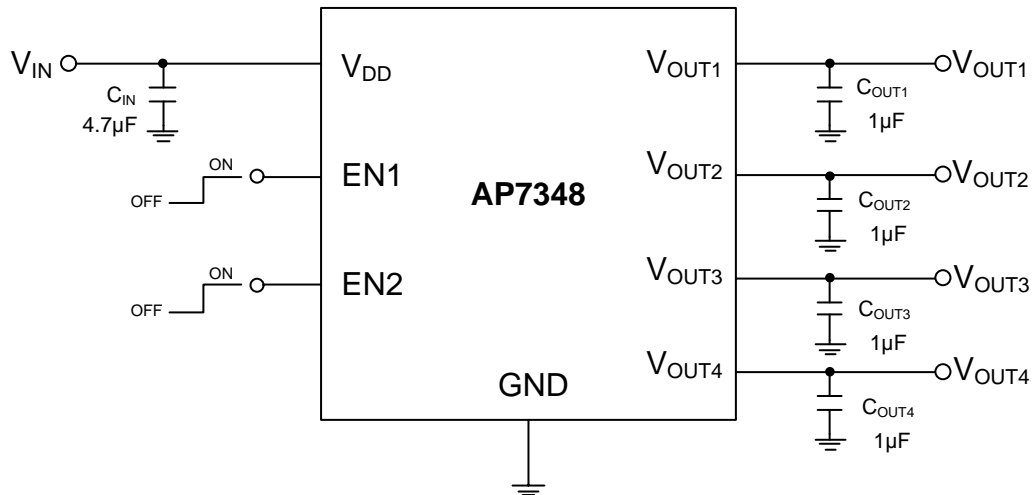 VIN
VDD
CIN
4.7µF
ON
OFF
EN1
ON
OFF
EN2
AP7348
GND
VOUT1
VOUT1
COUT1
1µF
VOUT2
VOUT2
COUT2
1µF
VOUT3
VOUT3
COUT3
1µF
VOUT4
VOUT4
COUT4
1µF